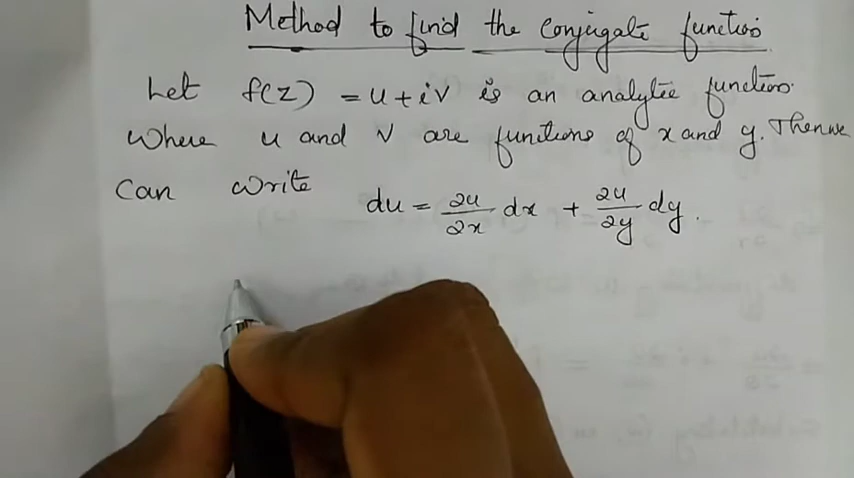 Method to find the conjugate function
Let f(z) = u + iv is an analytic function.
Where u and v are functions of x and y. Then we
Can write du = ∂u/∂x dx + ∂u/∂y dy.